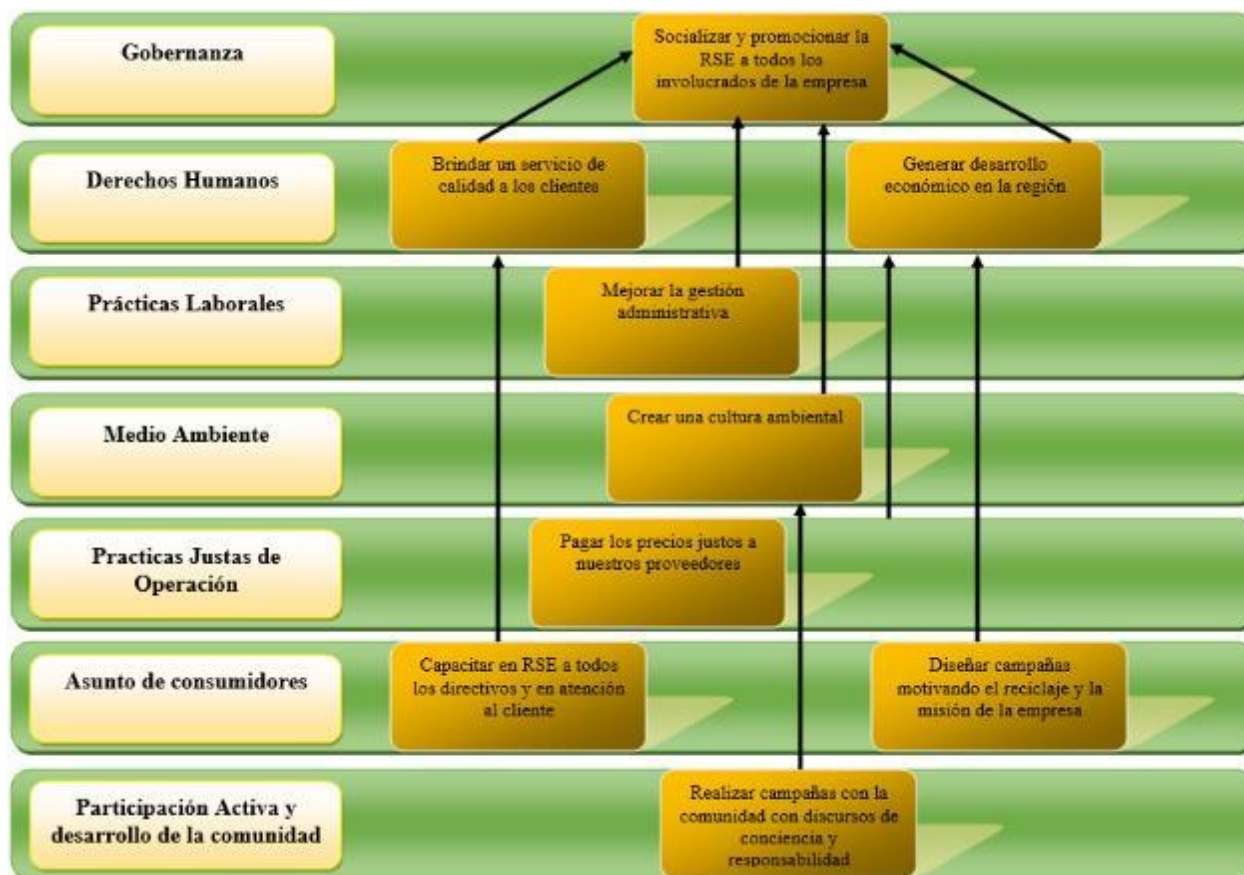 Gobernanza
Socializar y promocionar la
RSE a todos los
involucrados de la empresa
Derechos Humanos
Brindar un servicio de
calidad a los clientes
Generar desarrollo
económico en la región
Prácticas Laborales
Mejorar la gestión
administrativa
Medio Ambiente
Crear una cultura ambiental
Practicas Justas de
Operación
Pagar los precios justos a
nuestros proveedores
Asunto de consumidores
Capacitar en RSE a todos
los directivos y en atención
al cliente
Diseñar campañas
motivando el reciclaje y la
misión de la empresa
Participación Activa y
desarrollo de la comunidad
Realizar campañas con la
comunidad con discursos de
conciencia y
responsabilidad